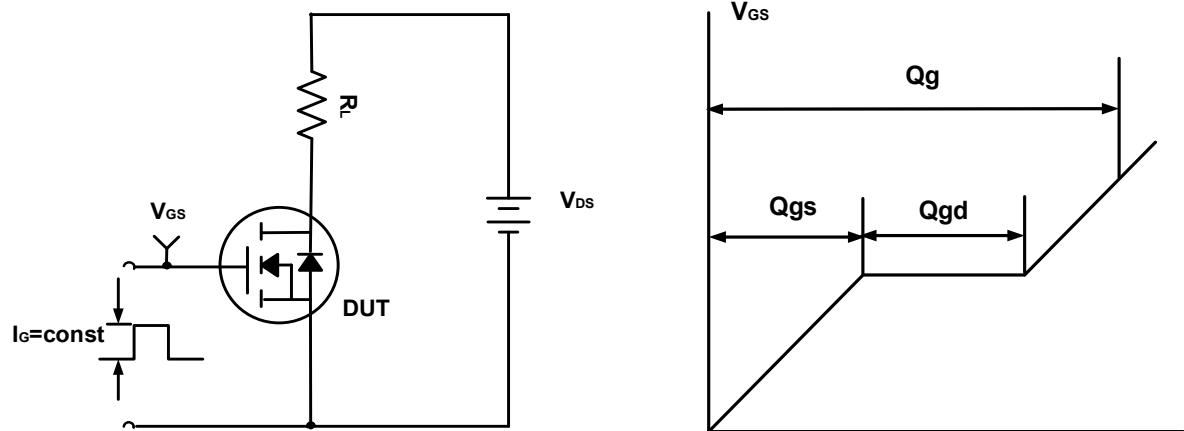 RL
VGS
VDS
DUT
IG=const
VGS
Qg
Qgs
Qgd